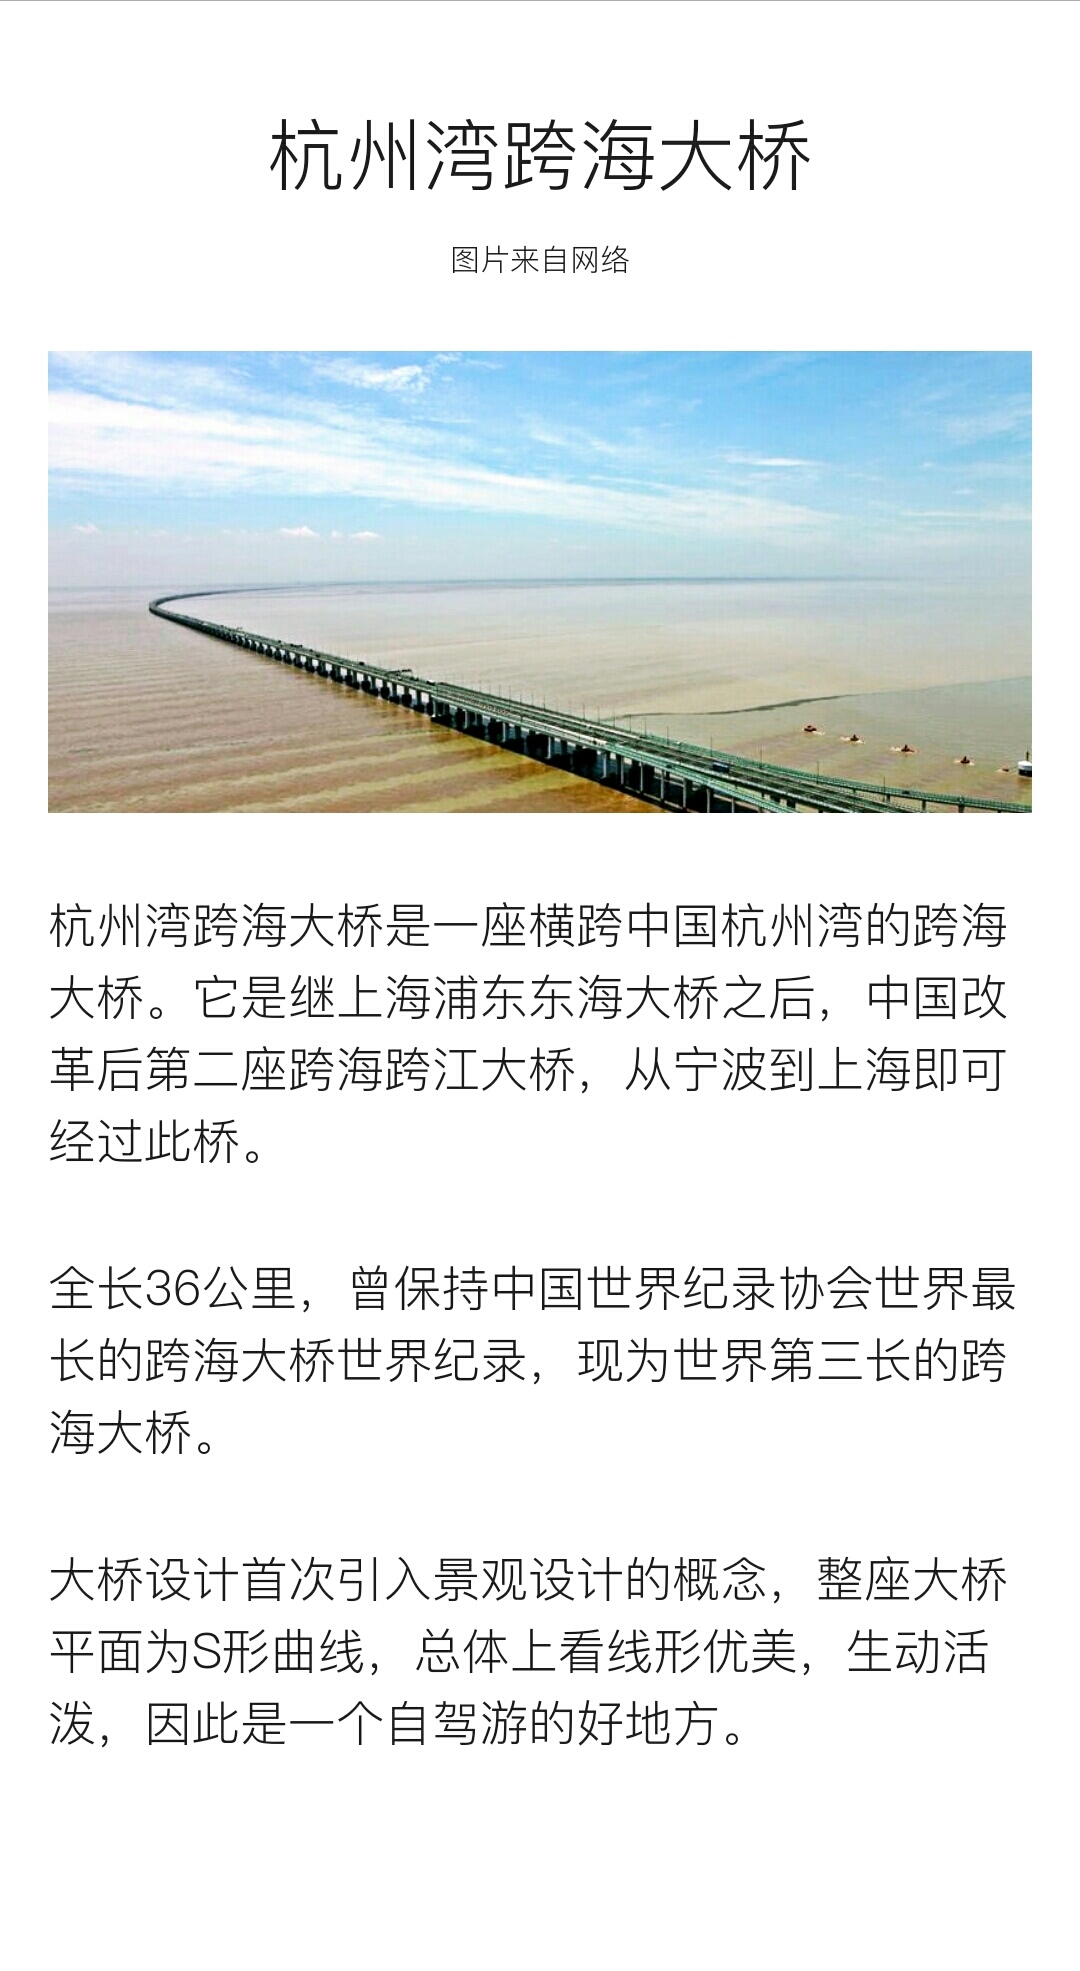 杭州湾跨海大桥
图片来自网络
杭州湾跨海大桥是一座横跨中国杭州湾的跨海
大桥。它是继上海浦东东海大桥之后，中国改
革后第二座跨海跨江大桥，从宁波到上海即可
经过此桥。
全长36公里，曾保持中国世界纪录协会世界最
长的跨海大桥世界纪录，现为世界第三长的跨
海大桥。
大桥设计首次引入景观设计的概念，整座大桥
平面为S形曲线，总体上看线形优美，生动活
泼，因此是一个自驾游的好地方。